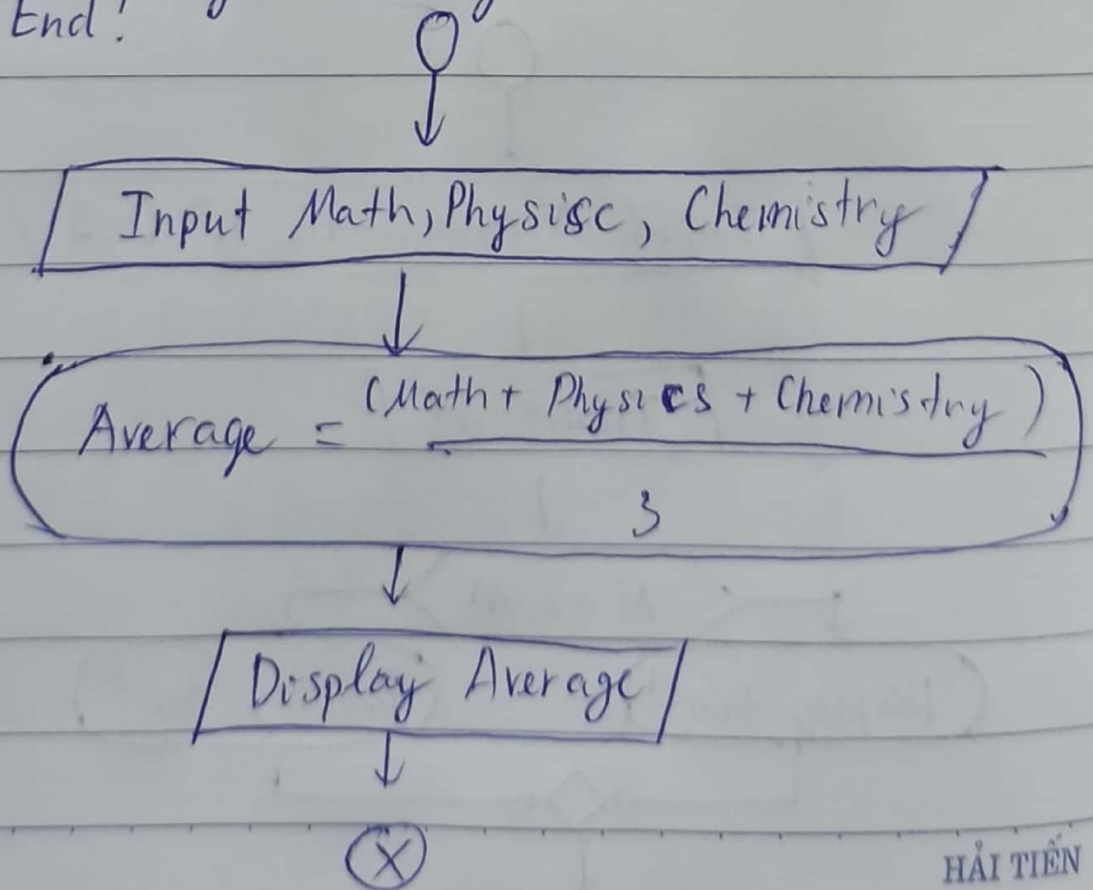 End!
Input Math, Physisc, Chemistry
(Math + Physics + Chemistry)
Average =
3
Display Average
X
HẢI TIẾN